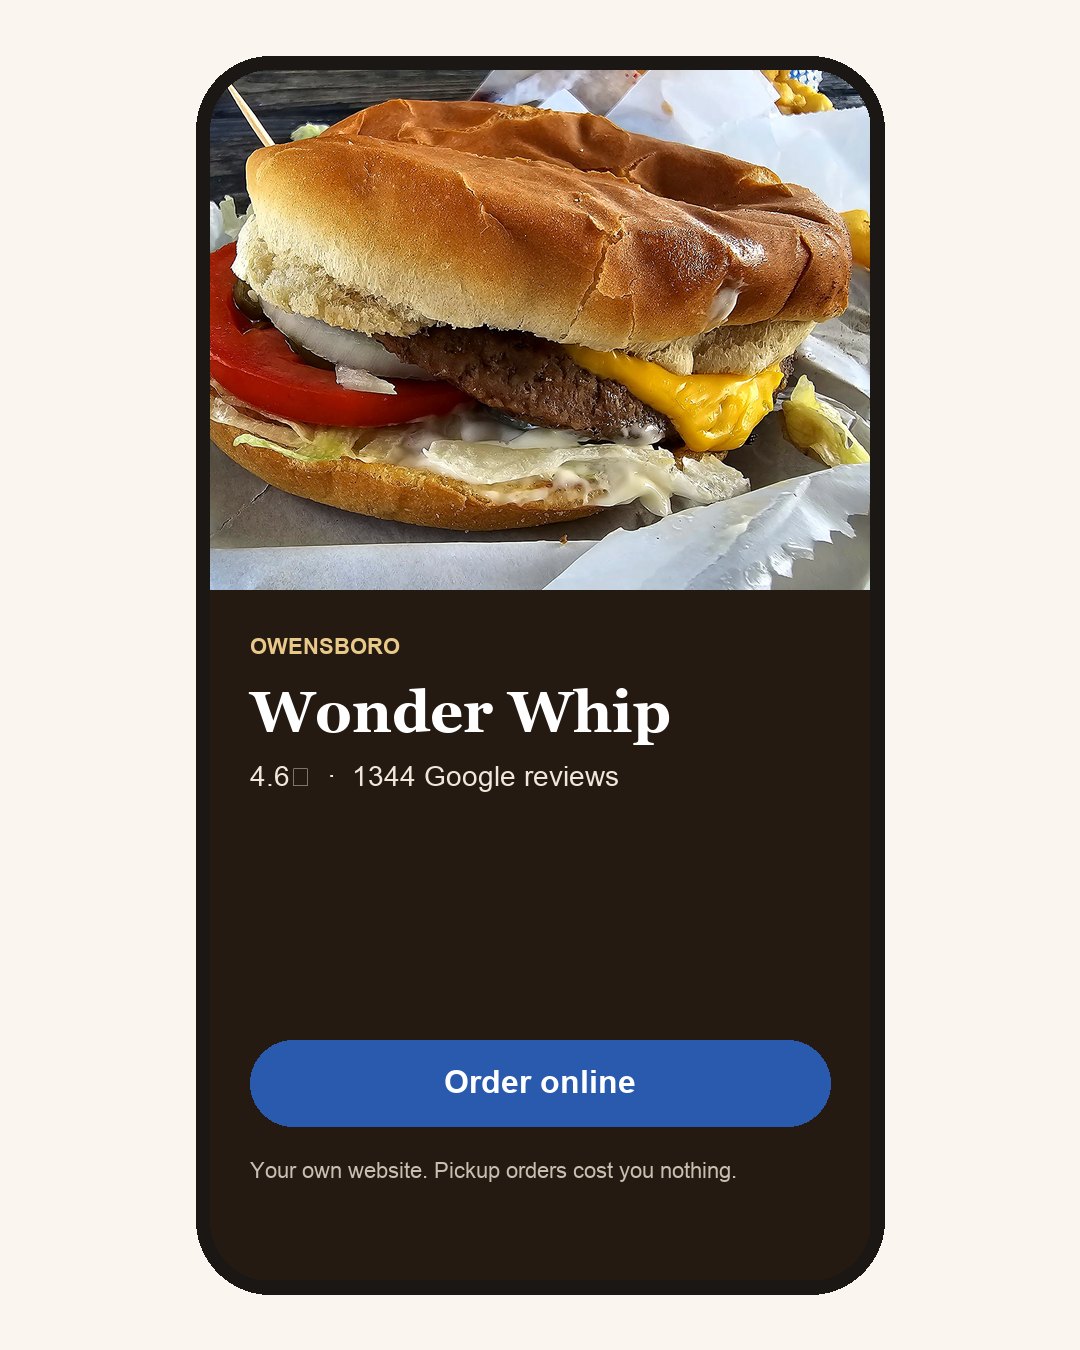 OWENSBORO
Wonder Whip
4.6□ · 1344 Google reviews
Order online
Your own website. Pickup orders cost you nothing.